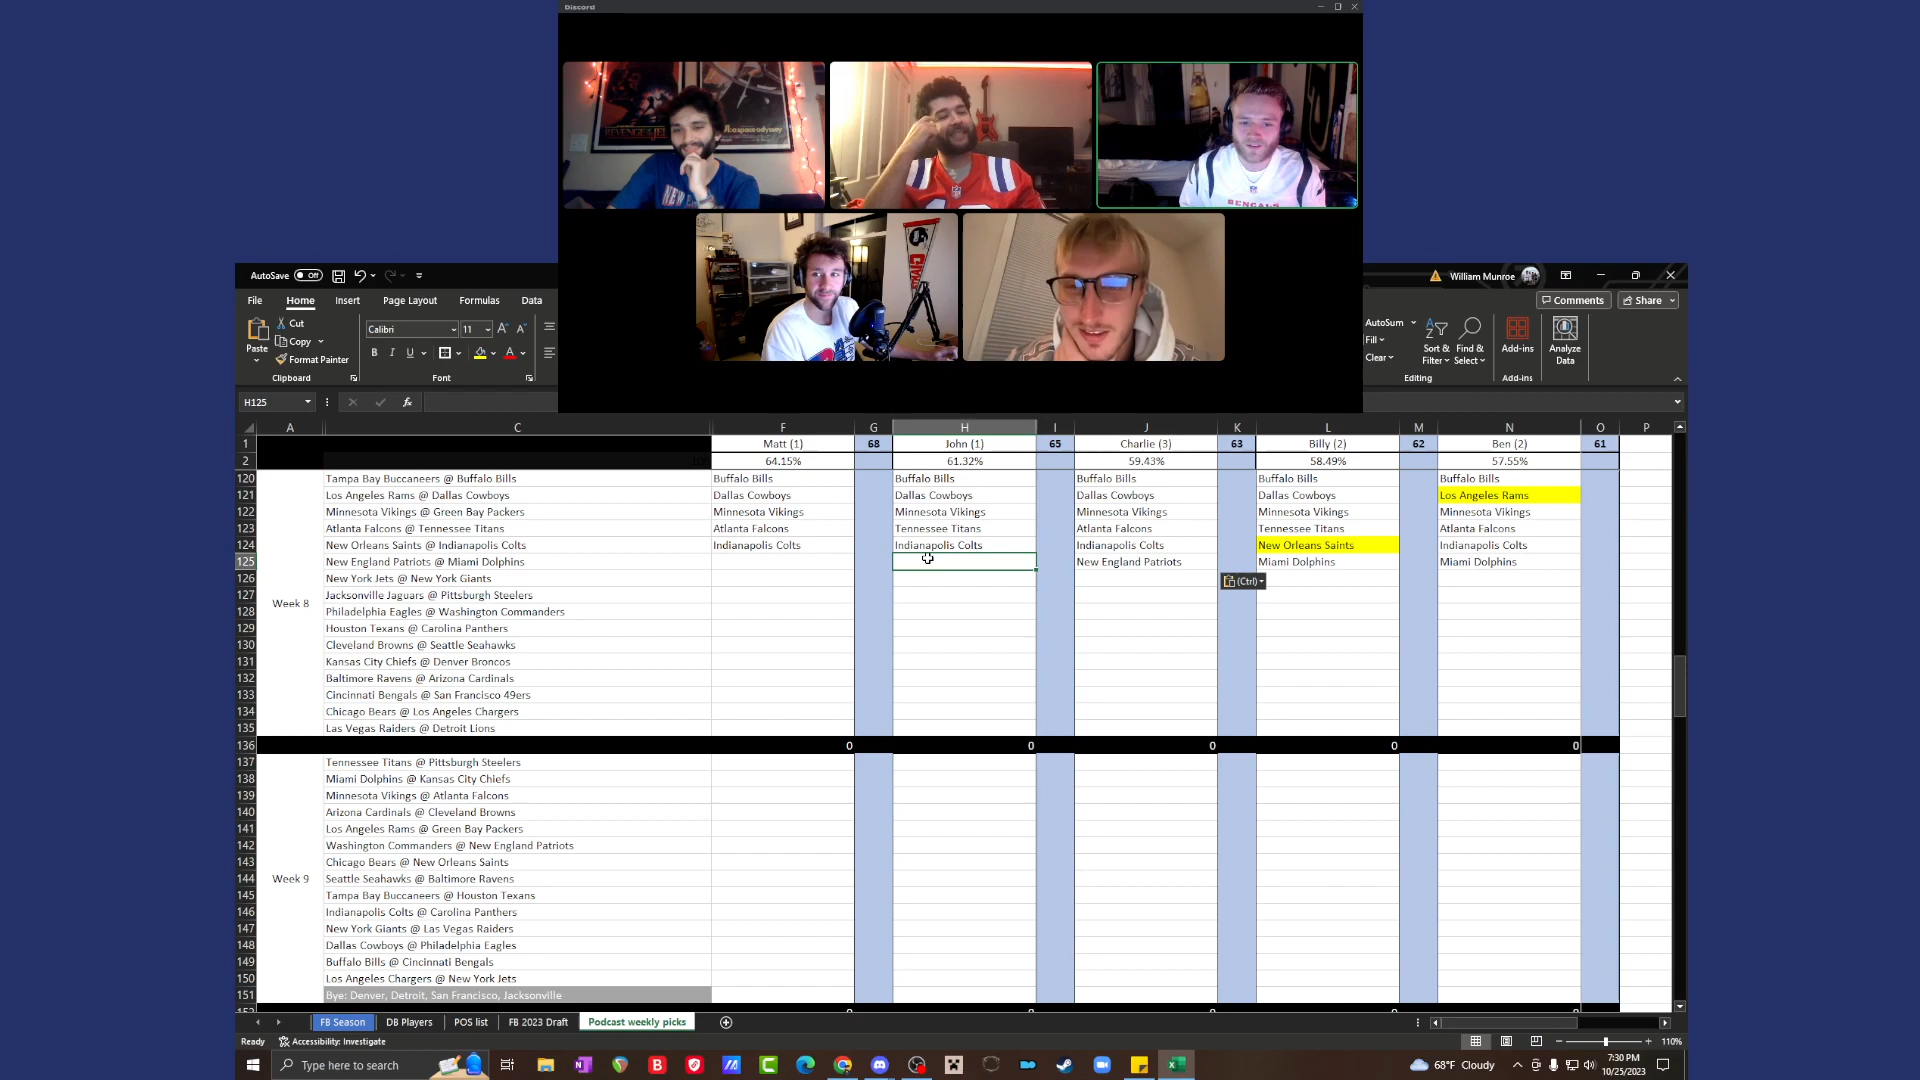 Discord
REVENGE OF THE JEDI
2001: a space odyssey
NEW E
BENGALS
AutoSave Off
William Munroe
File Home Insert Page Layout Formulas Data
Comments Share
Paste
Cut
Copy
Format Painter
Clipboard
Calibri 11
Font
AutoSum
Fill
Clear
Sort & Filter
Find & Select
Editing
Add-ins
Add-ins
Analyze Data
H125
A C F G H I J K L M N O P
1 Matt (1) 68 John (1) 65 Charlie (3) 63 Billy (2) 62 Ben (2) 61
2 64.15% 61.32% 59.43% 58.49% 57.55%
120 Tampa Bay Buccaneers @ Buffalo Bills Buffalo Bills Buffalo Bills Buffalo Bills Buffalo Bills Buffalo Bills
121 Los Angeles Rams @ Dallas Cowboys Dallas Cowboys Dallas Cowboys Dallas Cowboys Dallas Cowboys Los Angeles Rams
122 Minnesota Vikings @ Green Bay Packers Minnesota Vikings Minnesota Vikings Minnesota Vikings Minnesota Vikings Minnesota Vikings
123 Atlanta Falcons @ Tennessee Titans Atlanta Falcons Tennessee Titans Atlanta Falcons Tennessee Titans Atlanta Falcons
124 New Orleans Saints @ Indianapolis Colts Indianapolis Colts Indianapolis Colts Indianapolis Colts New Orleans Saints Indianapolis Colts
125 New England Patriots @ Miami Dolphins New England Patriots Miami Dolphins Miami Dolphins
126 New York Jets @ New York Giants (Ctrl)
127 Jacksonville Jaguars @ Pittsburgh Steelers
Week 8
128 Philadelphia Eagles @ Washington Commanders
129 Houston Texans @ Carolina Panthers
130 Cleveland Browns @ Seattle Seahawks
131 Kansas City Chiefs @ Denver Broncos
132 Baltimore Ravens @ Arizona Cardinals
133 Cincinnati Bengals @ San Francisco 49ers
134 Chicago Bears @ Los Angeles Chargers
135 Las Vegas Raiders @ Detroit Lions
136 0 0 0 0 0
137 Tennessee Titans @ Pittsburgh Steelers
138 Miami Dolphins @ Kansas City Chiefs
139 Minnesota Vikings @ Atlanta Falcons
140 Arizona Cardinals @ Cleveland Browns
141 Los Angeles Rams @ Green Bay Packers
142 Washington Commanders @ New England Patriots
143 Chicago Bears @ New Orleans Saints
144 Week 9 Seattle Seahawks @ Baltimore Ravens
145 Tampa Bay Buccaneers @ Houston Texans
146 Indianapolis Colts @ Carolina Panthers
147 New York Giants @ Las Vegas Raiders
148 Dallas Cowboys @ Philadelphia Eagles
149 Buffalo Bills @ Cincinnati Bengals
150 Los Angeles Chargers @ New York Jets
151 Bye: Denver, Detroit, San Francisco, Jacksonville
FB Season DB Players POS list FB 2023 Draft Podcast weekly picks
Ready Accessibility: Investigate 110%
Type here to search
68°F Cloudy
7:30 PM
10/25/2023